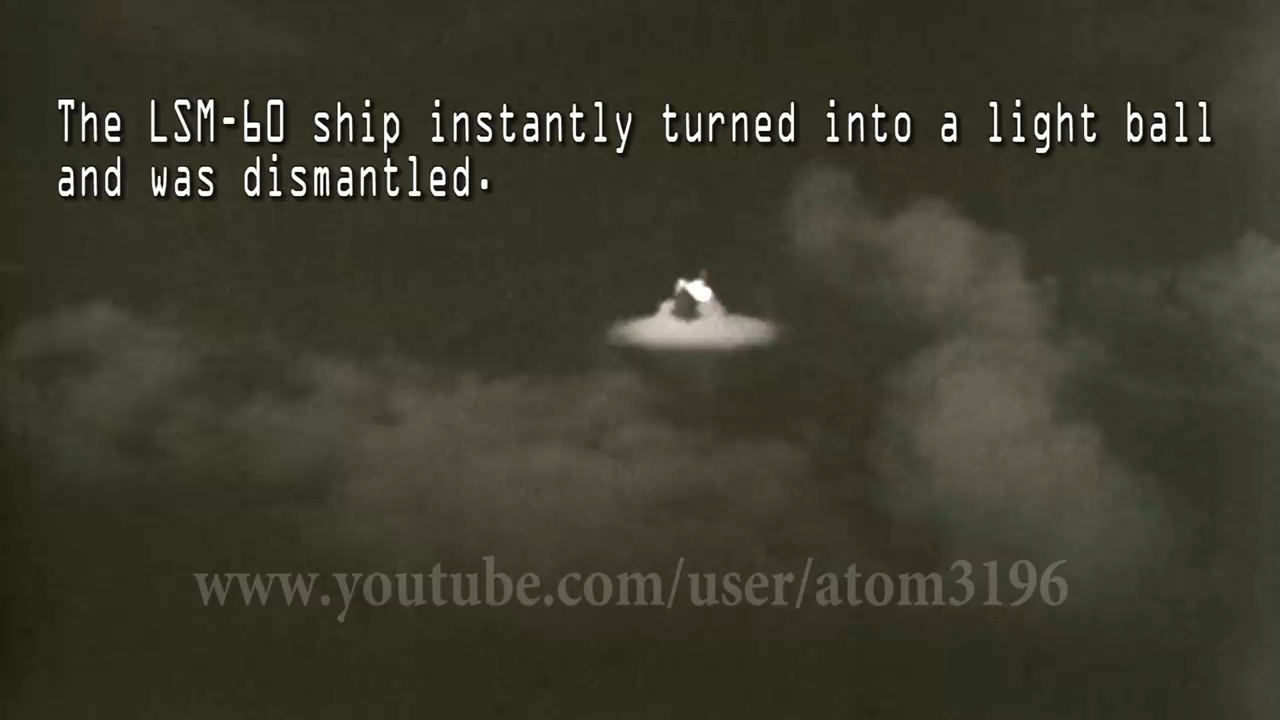 The LSM-60 ship instantly turned into a light ball
and was dismantled.
www.youtube.com/user/atom3196